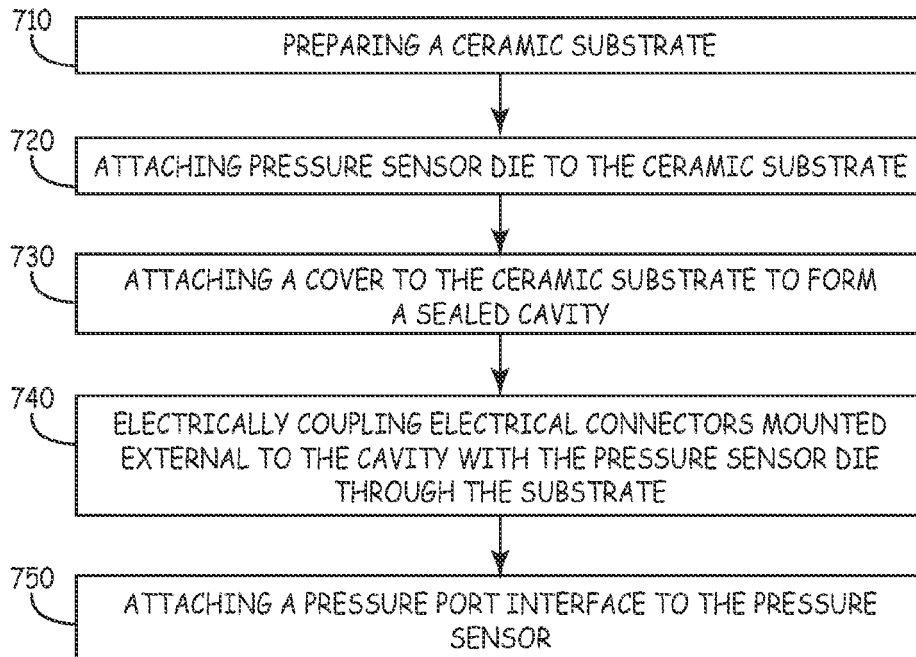 710
PREPARING A CERAMIC SUBSTRATE
720
ATTACHING PRESSURE SENSOR DIE TO THE CERAMIC SUBSTRATE
730
ATTACHING A COVER TO THE CERAMIC SUBSTRATE TO FORM
A SEALED CAVITY
740
ELECTRICALLY COUPLING ELECTRICAL CONNECTORS MOUNTED
EXTERNAL TO THE CAVITY WITH THE PRESSURE SENSOR DIE
THROUGH THE SUBSTRATE
750
ATTACHING A PRESSURE PORT INTERFACE TO THE PRESSURE
SENSOR